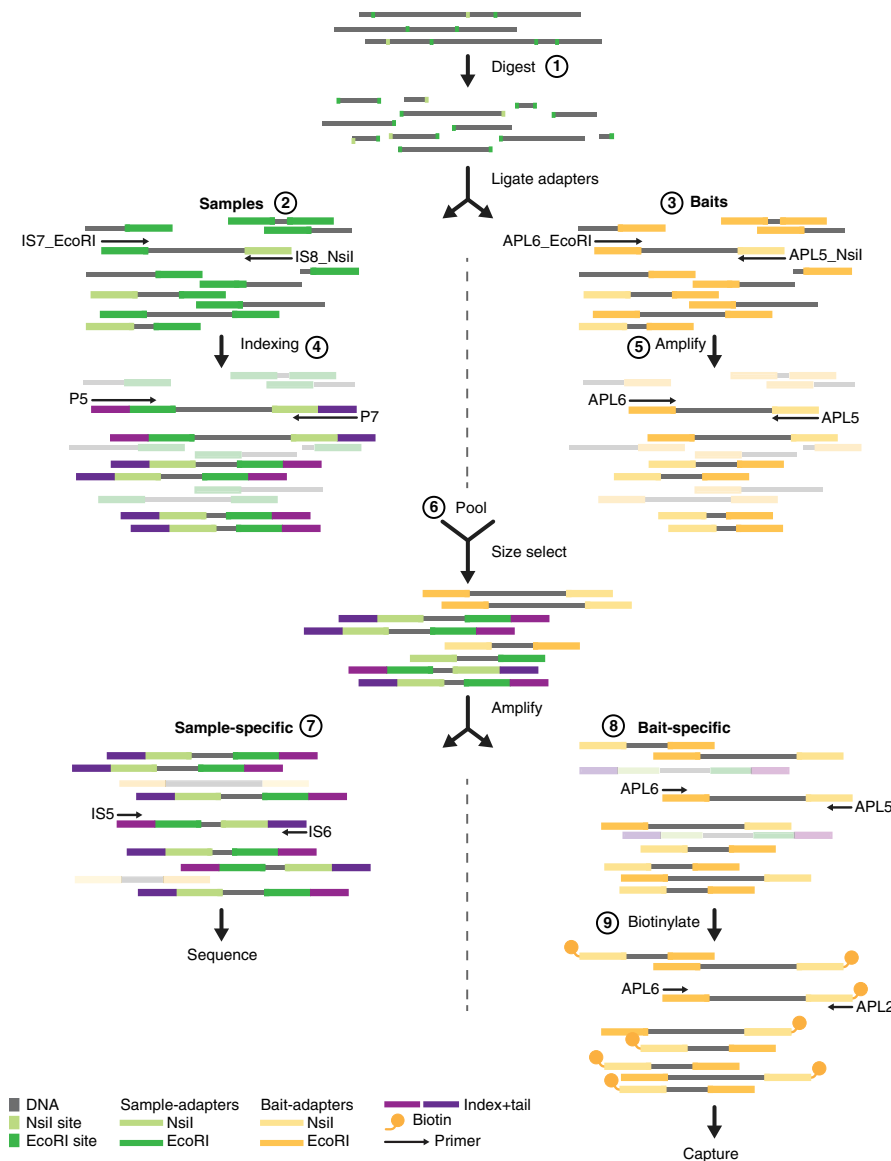 Digest 1
Ligate adapters
Samples 2
3 Baits
IS7_EcoRI
IS8_NsiI
APL6_EcoRI
APL5_NsiI
Indexing 4
5 Amplify
P5
P7
APL6
APL5
6 Pool
Size select
Amplify
Sample-specific 7
8 Bait-specific
IS5
IS6
APL6
APL5
Sequence
9 Biotinylate
APL6
APL2
Capture
DNA
NsiI site
EcoRI site
Sample-adapters
NsiI
EcoRI
Bait-adapters
NsiI
EcoRI
Index+tail
Biotin
Primer